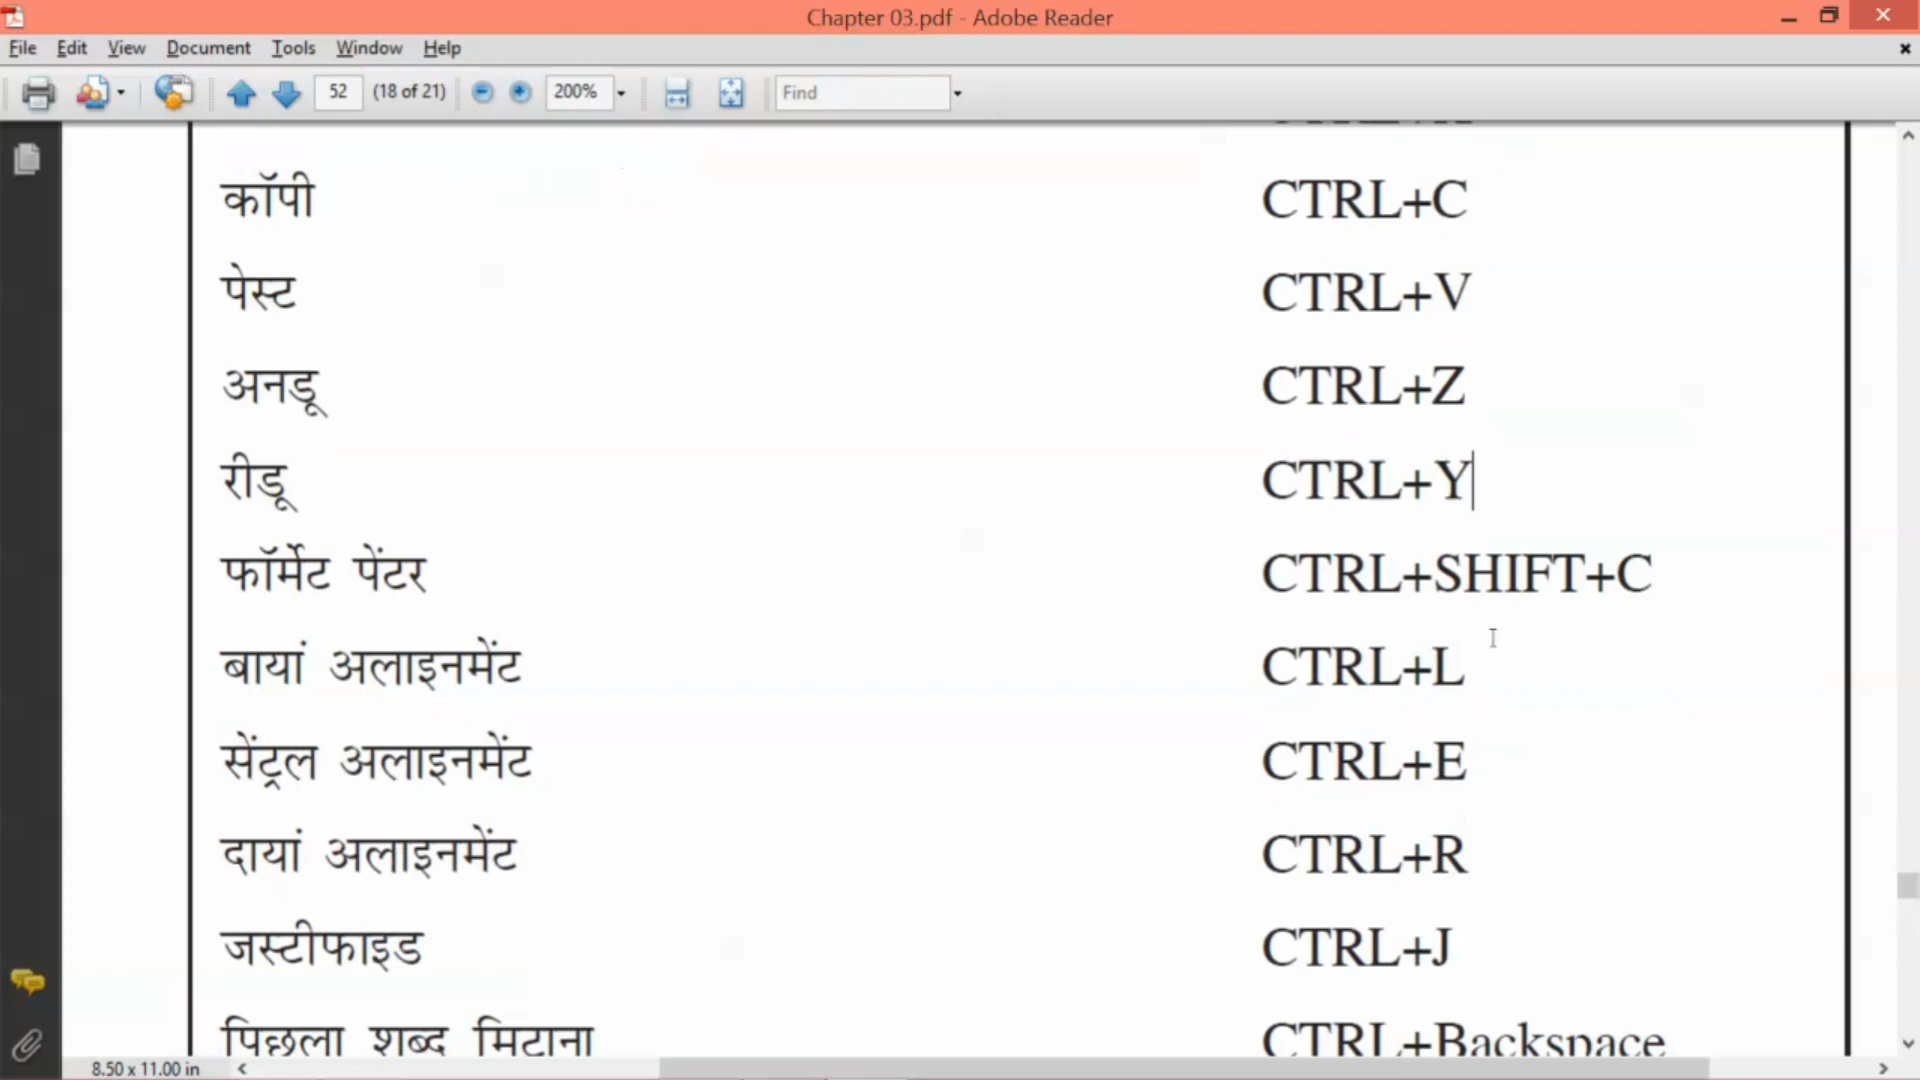 Chapter 03.pdf - Adobe Reader
File Edit View Document Tools Window Help
52 (18 of 21) 200% Find
कॉपी CTRL+C
पेस्ट CTRL+V
अनडू CTRL+Z
रीडू CTRL+Y
फॉर्मेट पेंटर CTRL+SHIFT+C
बायां अलाइनमेंट CTRL+L
सेंट्रल अलाइनमेंट CTRL+E
दायां अलाइनमेंट CTRL+R
जस्टीफाइड CTRL+J
पिछला शब्द मिटाना CTRL+Backspace
8.50 x 11.00 in